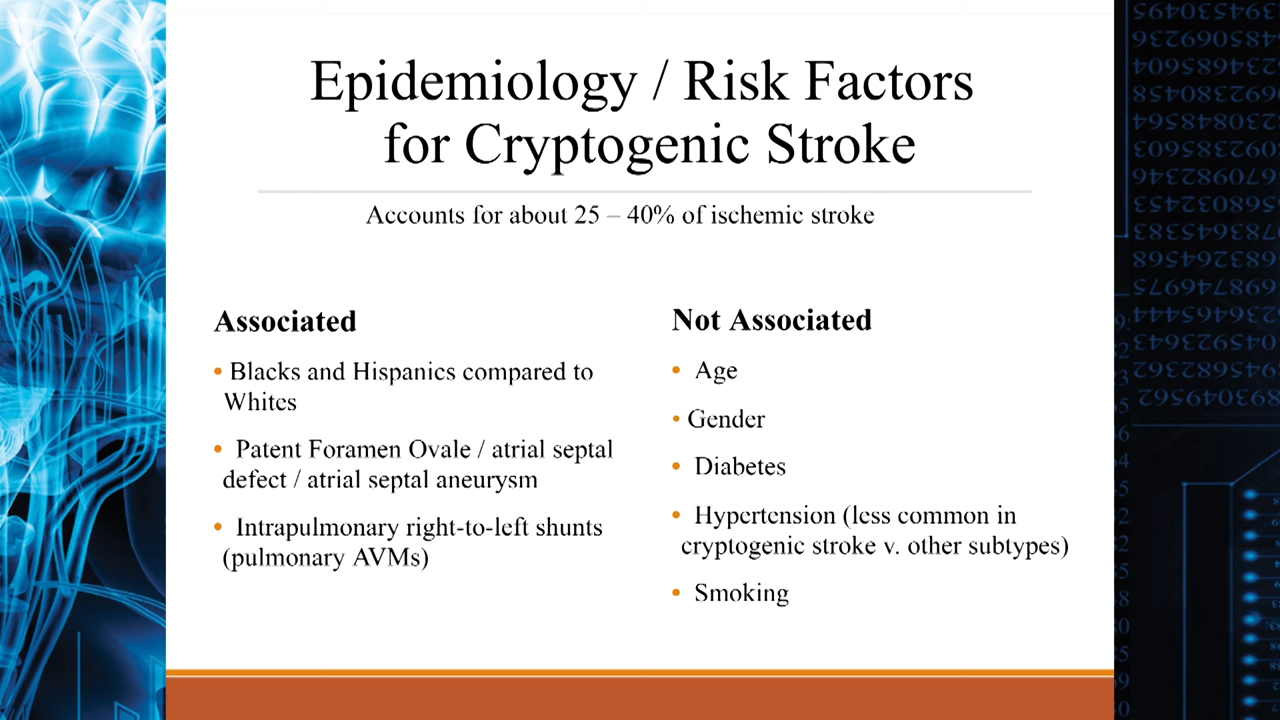 Epidemiology / Risk Factors
for Cryptogenic Stroke
Accounts for about 25 – 40% of ischemic stroke
Associated
• Blacks and Hispanics compared to
Whites
• Patent Foramen Ovale / atrial septal
defect / atrial septal aneurysm
• Intrapulmonary right-to-left shunts
(pulmonary AVMs)
Not Associated
• Age
• Gender
• Diabetes
• Hypertension (less common in
cryptogenic stroke v. other subtypes)
• Smoking